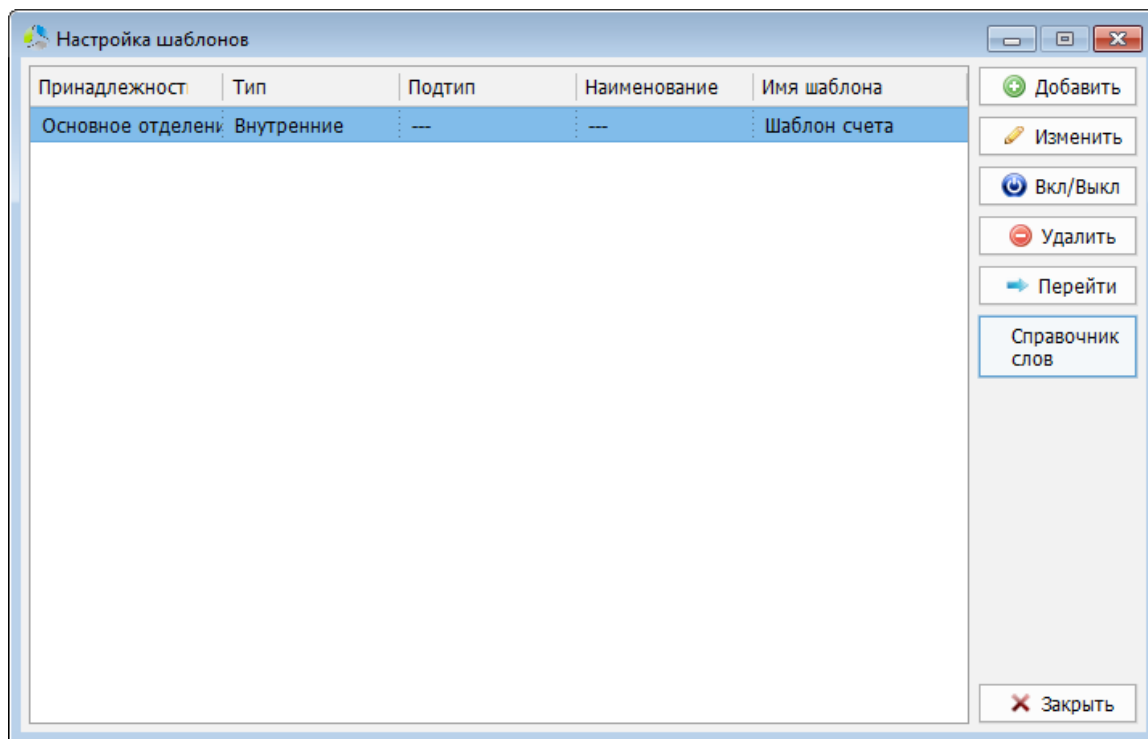 Настройка шаблонов
Принадлежност Тип Подтип Наименование Имя шаблона
Основное отделени Внутренние --- --- Шаблон счета
Добавить
Изменить
Вкл/Выкл
Удалить
Перейти
Справочник
слов
Закрыть